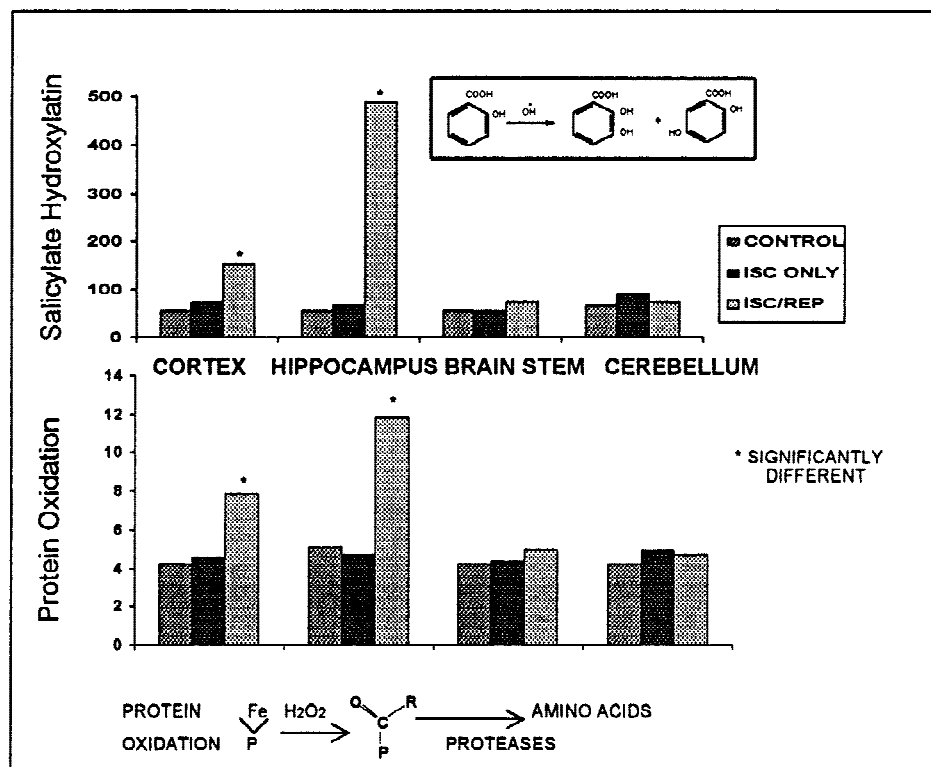 Salicylate Hydroxylatin
500
400
300
200
100
0
*
*
COOH
OH
OH
COOH
OH
OH
+
COOH
OH
HO
CONTROL
ISC ONLY
ISC/REP
CORTEX HIPPOCAMPUS BRAIN STEM CEREBELLUM
Protein Oxidation
14
12
10
8
6
4
2
0
*
*
* SIGNIFICANTLY
DIFFERENT
PROTEIN Fe H2O2 O R AMINO ACIDS
C
OXIDATION P P PROTEASES